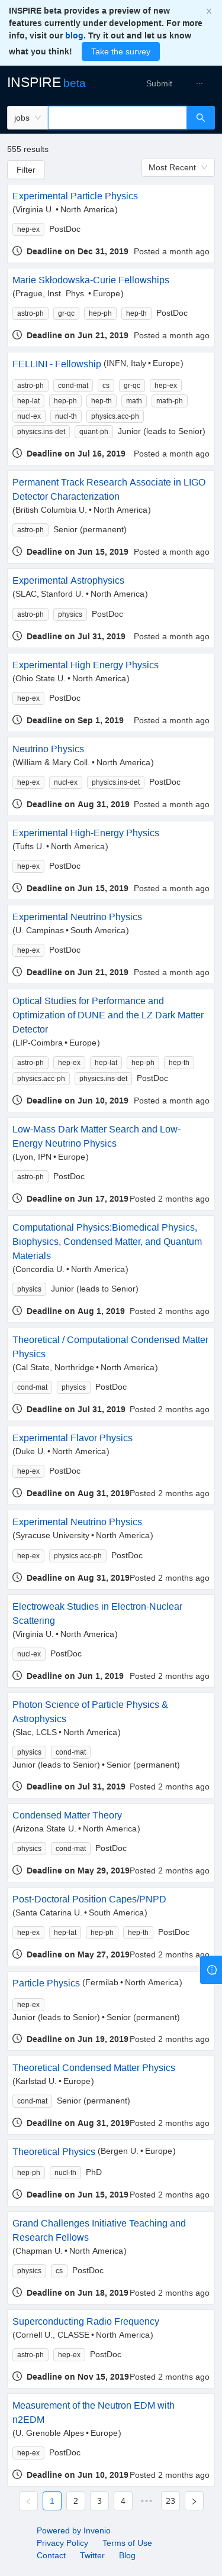 INSPIRE beta provides a preview of
new features currently under
development. For more info, visit
our blog. Try it out and let us know
what you think!
Take the survey
INSPIRE beta
Submit
jobs
555 results
Filter
Most Recent
Experimental Particle Physics
(Virginia U. • North America)
hep-ex PostDoc
Deadline on Dec 31, 2019 Posted a month ago
Marie Skłodowska-Curie Fellowships
(Prague, Inst. Phys. • Europe)
astro-ph gr-qc hep-ph hep-th PostDoc
Deadline on Jun 21, 2019 Posted a month ago
FELLINI - Fellowship (INFN, Italy • Europe)
astro-ph cond-mat cs gr-qc hep-ex
hep-lat hep-ph hep-th math math-ph
nucl-ex nucl-th physics.acc-ph
physics.ins-det quant-ph Junior (leads to Senior)
Deadline on Jul 16, 2019 Posted a month ago
Permanent Track Research Associate in LIGO
Detector Characterization
(British Columbia U. • North America)
astro-ph Senior (permanent)
Deadline on Jun 15, 2019 Posted a month ago
Experimental Astrophysics
(SLAC, Stanford U. • North America)
astro-ph physics PostDoc
Deadline on Jul 31, 2019 Posted a month ago
Experimental High Energy Physics
(Ohio State U. • North America)
hep-ex PostDoc
Deadline on Sep 1, 2019 Posted a month ago
Neutrino Physics
(William & Mary Coll. • North America)
hep-ex nucl-ex physics.ins-det PostDoc
Deadline on Aug 31, 2019 Posted a month ago
Experimental High-Energy Physics
(Tufts U. • North America)
hep-ex PostDoc
Deadline on Jun 15, 2019 Posted a month ago
Experimental Neutrino Physics
(U. Campinas • South America)
hep-ex PostDoc
Deadline on Jun 21, 2019 Posted a month ago
Optical Studies for Performance and
Optimization of DUNE and the LZ Dark Matter
Detector
(LIP-Coimbra • Europe)
astro-ph hep-ex hep-lat hep-ph hep-th
physics.acc-ph physics.ins-det PostDoc
Deadline on Jun 10, 2019 Posted a month ago
Low-Mass Dark Matter Search and Low-
Energy Neutrino Physics
(Lyon, IPN • Europe)
astro-ph PostDoc
Deadline on Jun 17, 2019 Posted 2 months ago
Computational Physics:Biomedical Physics,
Biophysics, Condensed Matter, and Quantum
Materials
(Concordia U. • North America)
physics Junior (leads to Senior)
Deadline on Aug 1, 2019 Posted 2 months ago
Theoretical / Computational Condensed Matter
Physics
(Cal State, Northridge • North America)
cond-mat physics PostDoc
Deadline on Jul 31, 2019 Posted 2 months ago
Experimental Flavor Physics
(Duke U. • North America)
hep-ex PostDoc
Deadline on Aug 31, 2019 Posted 2 months ago
Experimental Neutrino Physics
(Syracuse University • North America)
hep-ex physics.acc-ph PostDoc
Deadline on Aug 31, 2019 Posted 2 months ago
Electroweak Studies in Electron-Nuclear
Scattering
(Virginia U. • North America)
nucl-ex PostDoc
Deadline on Jun 1, 2019 Posted 2 months ago
Photon Science of Particle Physics &
Astrophysics
(Slac, LCLS • North America)
physics cond-mat
Junior (leads to Senior) • Senior (permanent)
Deadline on Jul 31, 2019 Posted 2 months ago
Condensed Matter Theory
(Arizona State U. • North America)
physics cond-mat PostDoc
Deadline on May 29, 2019 Posted 2 months ago
Post-Doctoral Position Capes/PNPD
(Santa Catarina U. • South America)
hep-ex hep-lat hep-ph hep-th PostDoc
Deadline on May 27, 2019 Posted 2 months ago
Particle Physics (Fermilab • North America)
hep-ex
Junior (leads to Senior) • Senior (permanent)
Deadline on Jun 19, 2019 Posted 2 months ago
Theoretical Condensed Matter Physics
(Karlstad U. • Europe)
cond-mat Senior (permanent)
Deadline on Aug 31, 2019 Posted 2 months ago
Theoretical Physics (Bergen U. • Europe)
hep-ph nucl-th PhD
Deadline on Jun 15, 2019 Posted 2 months ago
Grand Challenges Initiative Teaching and
Research Fellows
(Chapman U. • North America)
physics cs PostDoc
Deadline on Jun 18, 2019 Posted 2 months ago
Superconducting Radio Frequency
(Cornell U., CLASSE • North America)
astro-ph hep-ex PostDoc
Deadline on Nov 15, 2019 Posted 2 months ago
Measurement of the Neutron EDM with
n2EDM
(U. Grenoble Alpes • Europe)
hep-ex PostDoc
Deadline on Jun 10, 2019 Posted 2 months ago
1 2 3 4 ••• 23
Powered by Invenio
Privacy Policy Terms of Use
Contact Twitter Blog